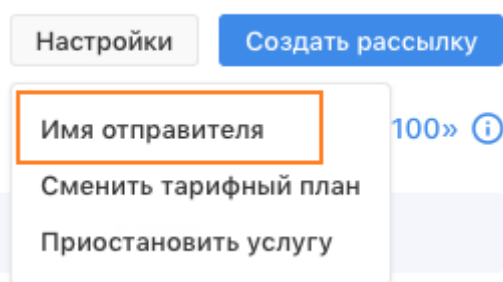 Настройки Создать рассылку
Имя отправителя 100»
Сменить тарифный план
Приостановить услугу